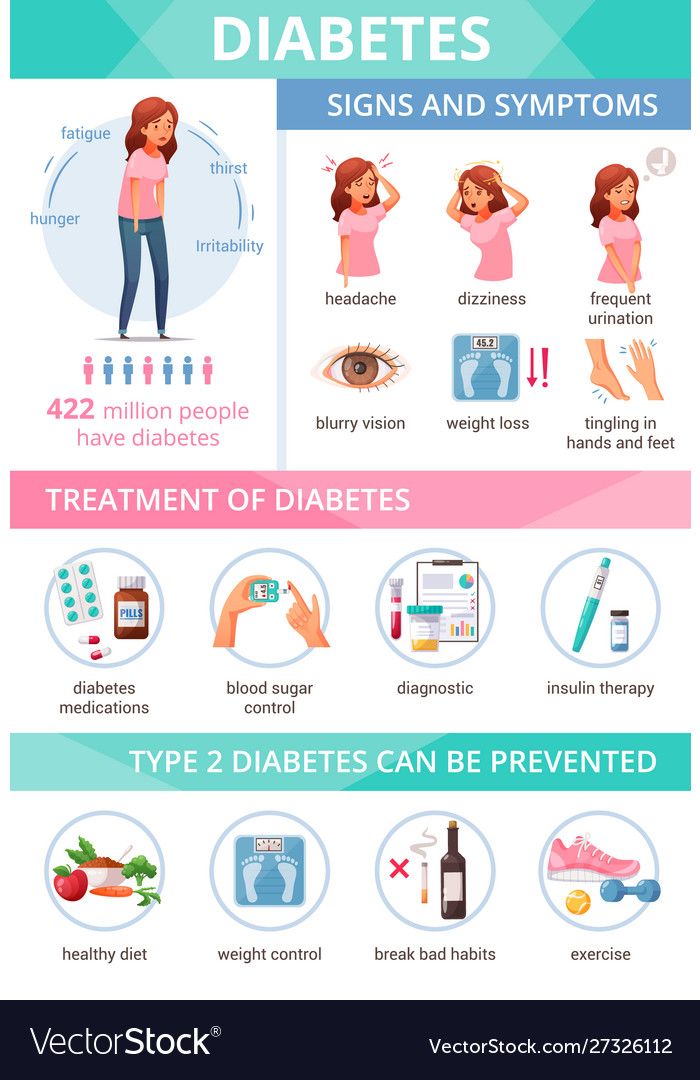 DIABETES
fatigue
thirst
hunger
Irritability
422 million people
have diabetes
SIGNS AND SYMPTOMS
headache
dizziness
frequent
urination
45.2
blurry vision
weight loss
tingling in
hands and feet
TREATMENT OF DIABETES
PILLS
diabetes
medications
blood sugar
control
diagnostic
insulin therapy
TYPE 2 DIABETES CAN BE PREVENTED
healthy diet
weight control
break bad habits
exercise
VectorStock®
VectorStock.com/27326112